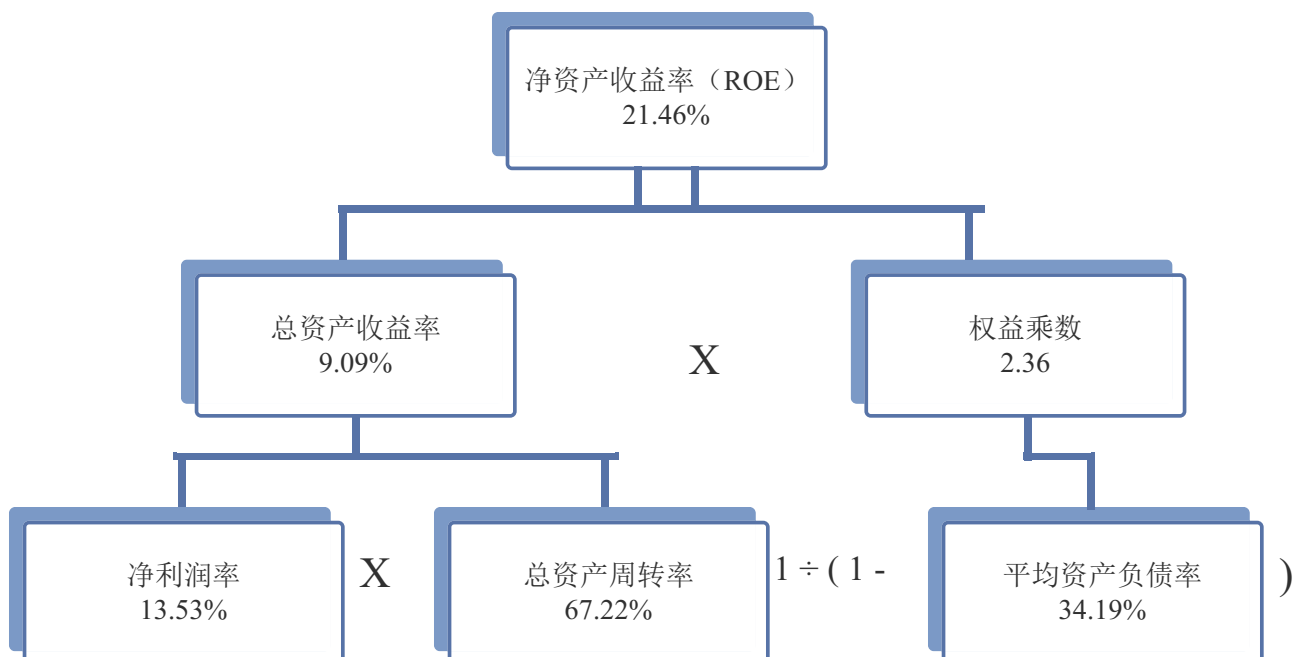 净资产收益率（ROE）
21.46%
总资产收益率
9.09%
X
权益乘数
2.36
净利润率
13.53%
X
总资产周转率
67.22%
1 ÷ ( 1 -
平均资产负债率
34.19%
)